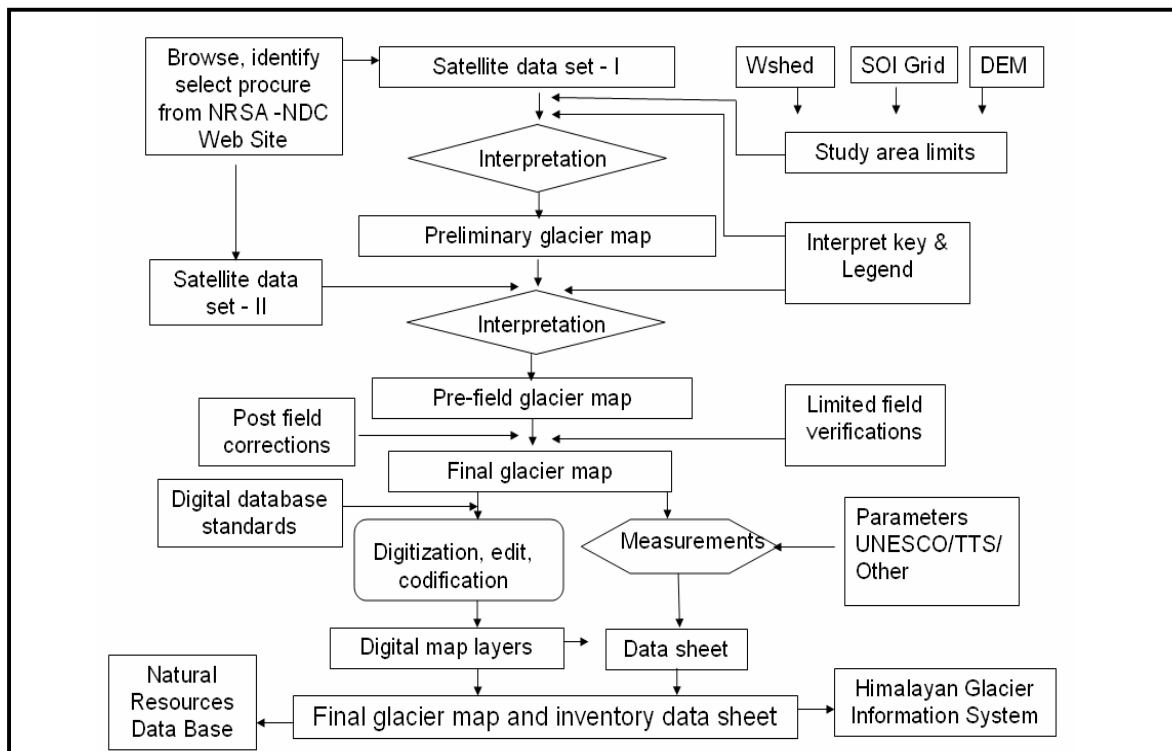 Browse, identify
select procure
from NRSA -NDC
Web Site
Satellite data set - I
Wshed
SOI Grid
DEM
Study area limits
Interpretation
Preliminary glacier map
Interpret key &
Legend
Satellite data
set - II
Interpretation
Pre-field glacier map
Post field
corrections
Limited field
verifications
Final glacier map
Digital database
standards
Digitization, edit,
codification
Measurements
Parameters
UNESCO/TTS/
Other
Digital map layers
Data sheet
Natural
Resources
Data Base
Final glacier map and inventory data sheet
Himalayan Glacier
Information System